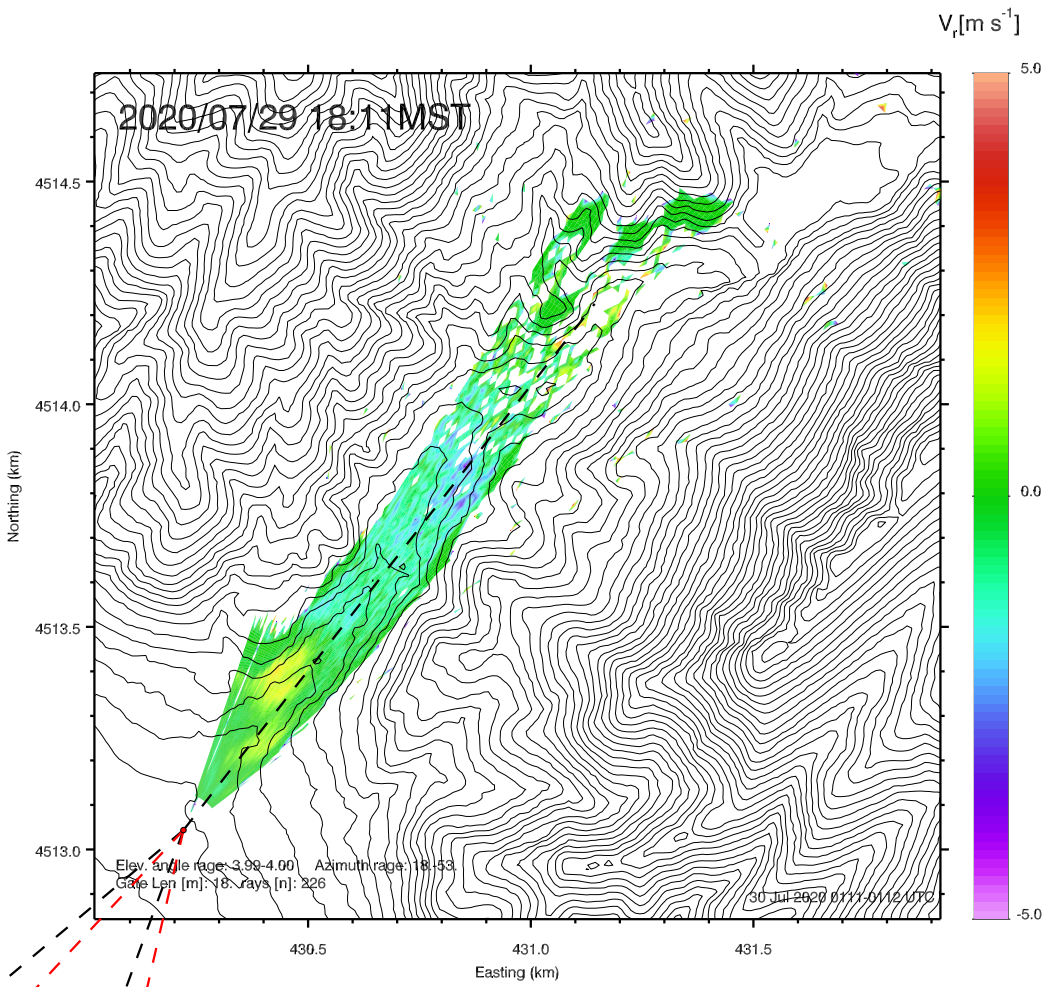 Vr[m s-1]
5.0
2020/07/29 18:11MST
4514.5
4514.0
0.0
Northing (km)
4513.5
4513.0
Elev. angle rage: 3.99-4.00 Azimuth rage: 18.-53.
Gate Len [m]: 18. rays [n]: 226
30 Jul 2020 0111-0112 UTC
-5.0
430.5 431.0 431.5
Easting (km)